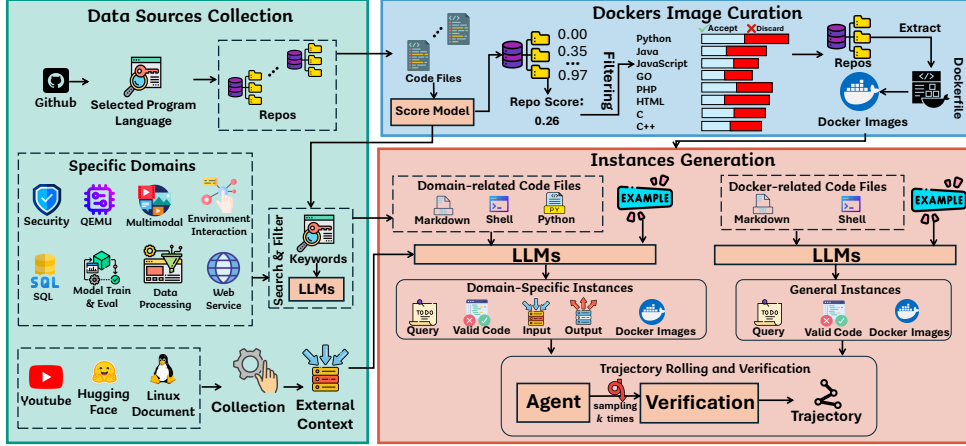 Data Sources Collection
Github
Selected Program
Language
Repos
Specific Domains
Security
QEMU
Multimodal
Environment
Interaction
SQL
SQL
Model Train
& Eval
Data
Processing
Web
Service
Search & Filter
Keywords
LLMs
Youtube
Hugging
Face
Linux
Document
Collection
External
Context
Dockers Image Curation
Code Files
Score Model
0.00
0.35
...
0.97
Repo Score:
0.26
Filtering
Accept
Discard
Python
Java
JavaScript
GO
PHP
HTML
C
C++
Repos
Extract
Dockerfile
Docker Images
Instances Generation
Domain-related Code Files
Markdown
Shell
PY
Python
EXAMPLE
Docker-related Code Files
Markdown
Shell
EXAMPLE
LLMs
LLMs
Domain-Specific Instances
TODO
Query
Valid Code
Input
Output
Docker Images
General Instances
TODO
Query
Valid Code
Docker Images
Trajectory Rolling and Verification
Agent
sampling
k times
Verification
Trajectory